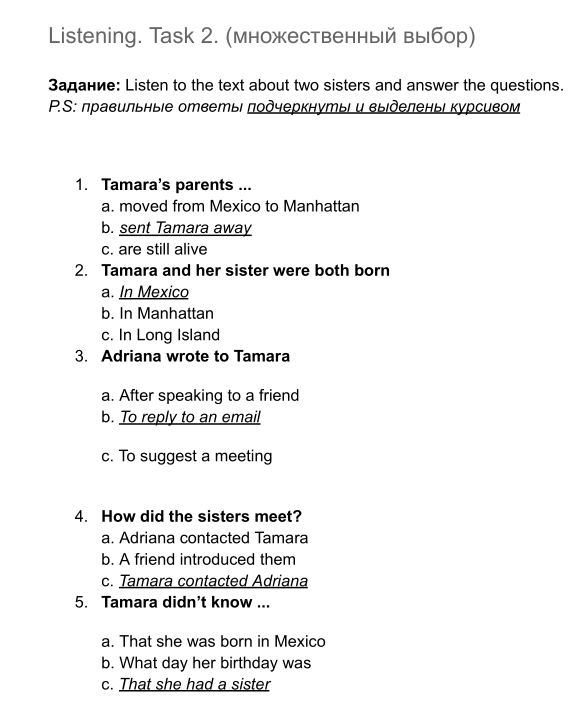 Listening. Task 2. (множественный выбор)
Задание: Listen to the text about two sisters and answer the questions.
P.S: правильные ответы подчеркнуты и выделены курсивом
1. Tamara’s parents ...
a. moved from Mexico to Manhattan
b. sent Tamara away
c. are still alive
2. Tamara and her sister were both born
a. In Mexico
b. In Manhattan
c. In Long Island
3. Adriana wrote to Tamara
a. After speaking to a friend
b. To reply to an email
c. To suggest a meeting
4. How did the sisters meet?
a. Adriana contacted Tamara
b. A friend introduced them
c. Tamara contacted Adriana
5. Tamara didn’t know ...
a. That she was born in Mexico
b. What day her birthday was
c. That she had a sister